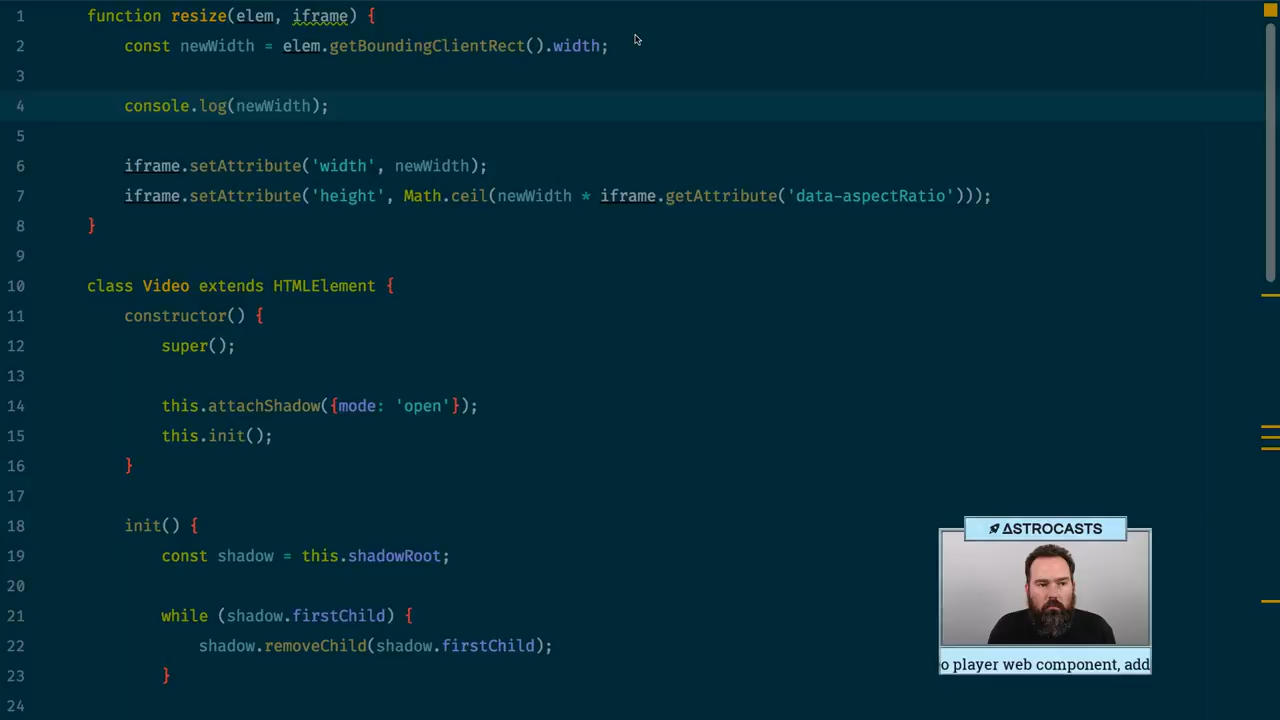 1 function resize(elem, iframe) {
2 const newWidth = elem.getBoundingClientRect().width;
3
4 console.log(newWidth);
5
6 iframe.setAttribute('width', newWidth);
7 iframe.setAttribute('height', Math.ceil(newWidth * iframe.getAttribute('data-aspectRatio')));
8 }
9
10 class Video extends HTMLElement {
11 constructor() {
12 super();
13
14 this.attachShadow({mode: 'open'});
15 this.init();
16 }
17
18 init() {
19 const shadow = this.shadowRoot;
20
21 while (shadow.firstChild) {
22 shadow.removeChild(shadow.firstChild);
23 }
24
ΔSTROCASTS
o player web component, add